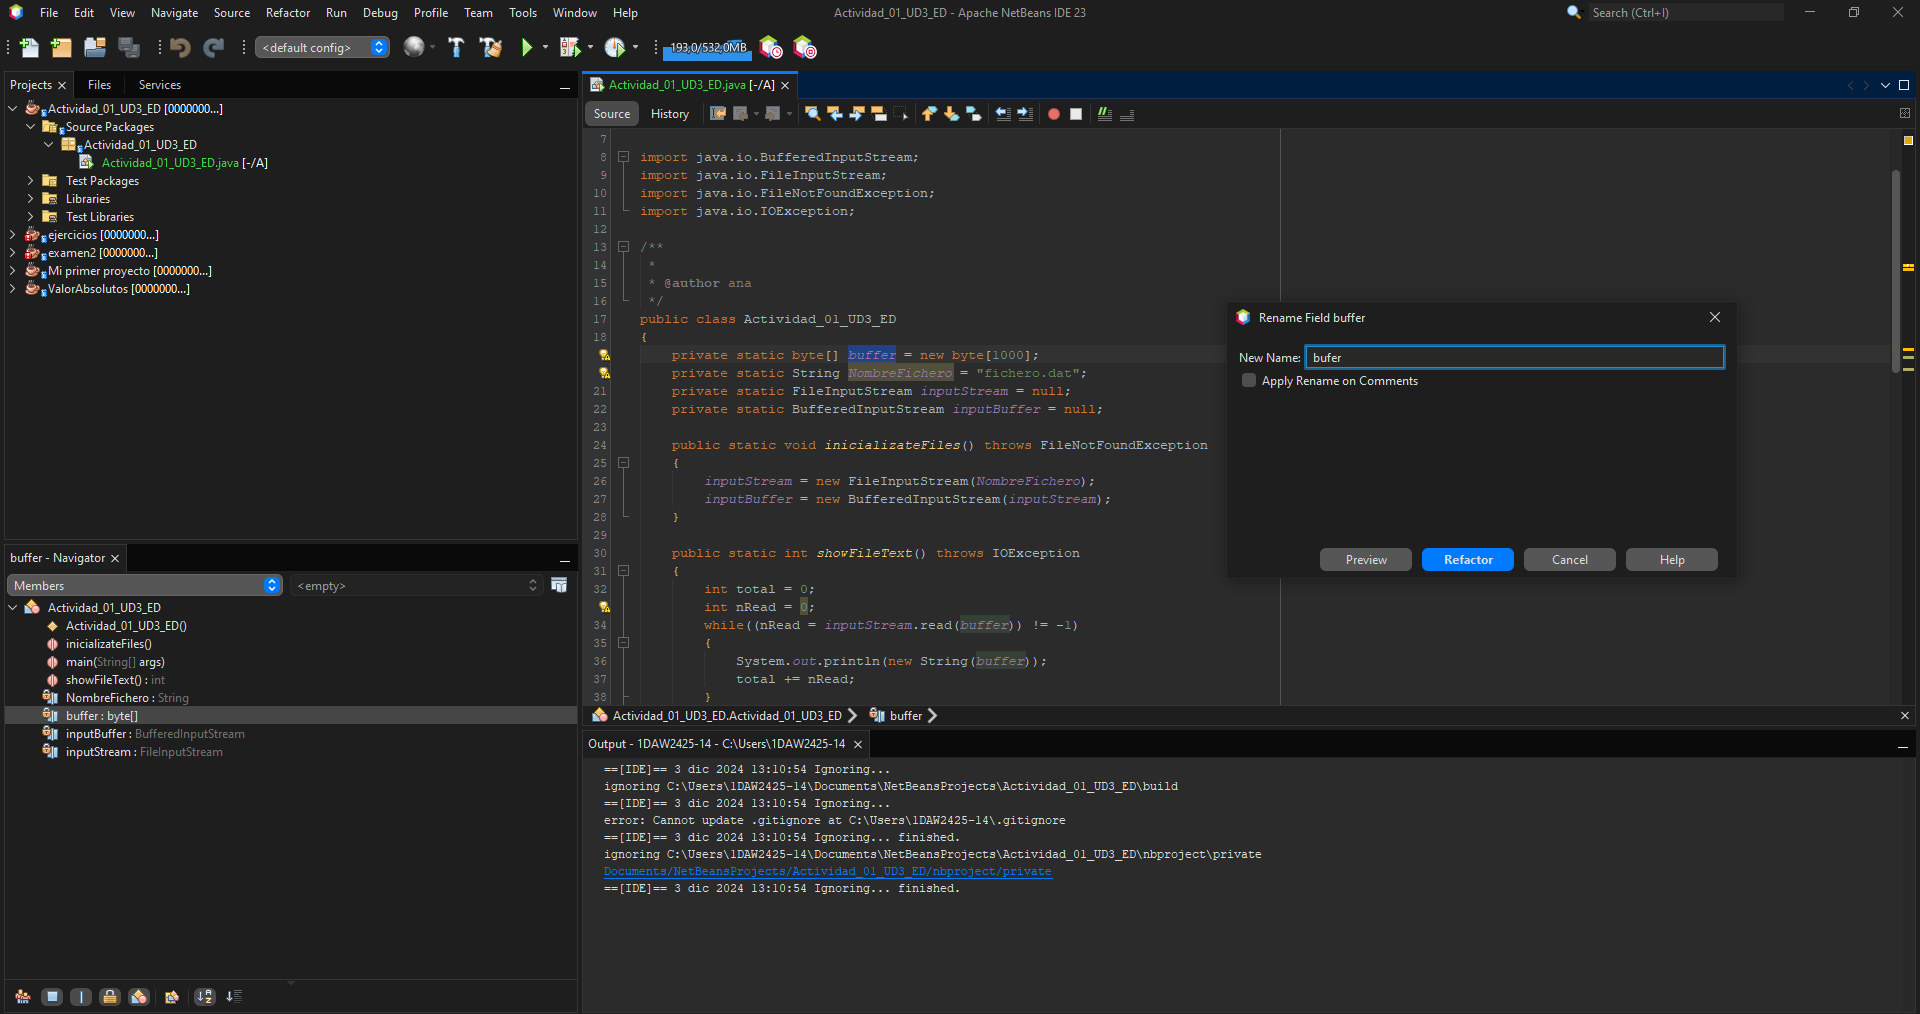 File Edit View Navigate Source Refactor Run Debug Profile Team Tools Window Help
Actividad_01_UD3_ED - Apache NetBeans IDE 23
Search (Ctrl+I)
<default config>
193,0/532,0MB
Projects Files Services
Actividad_01_UD3_ED [0000000...]
Source Packages
Actividad_01_UD3_ED
Actividad_01_UD3_ED.java [-/A]
Test Packages
Libraries
Test Libraries
ejercicios [0000000...]
examen2 [0000000...]
Mi primer proyecto [0000000...]
ValorAbsolutos [0000000...]
buffer - Navigator
Members <empty>
Actividad_01_UD3_ED
Actividad_01_UD3_ED()
inicializateFiles()
main(String[] args)
showFileText() : int
NombreFichero : String
buffer : byte[]
inputBuffer : BufferedInputStream
inputStream : FileInputStream
Actividad_01_UD3_ED.java [-/A]
Source History
7
8 import java.io.BufferedInputStream;
9 import java.io.FileInputStream;
10 import java.io.FileNotFoundException;
11 import java.io.IOException;
12
13 /**
14 *
15 * @author ana
16 */
17 public class Actividad_01_UD3_ED
18 {
private static byte[] buffer = new byte[1000];
private static String NombreFichero = "fichero.dat";
21 private static FileInputStream inputStream = null;
22 private static BufferedInputStream inputBuffer = null;
23
24 public static void inicializateFiles() throws FileNotFoundException
25 {
26 inputStream = new FileInputStream(NombreFichero);
27 inputBuffer = new BufferedInputStream(inputStream);
28 }
29
30 public static int showFileText() throws IOException
31 {
32 int total = 0;
int nRead = 0;
34 while((nRead = inputStream.read(buffer)) != -1)
35 {
36 System.out.println(new String(buffer));
37 total += nRead;
38 }
Rename Field buffer
New Name: bufer
Apply Rename on Comments
Preview Refactor Cancel Help
Actividad_01_UD3_ED.Actividad_01_UD3_ED buffer
Output - 1DAW2425-14 - C:\Users\1DAW2425-14
==[IDE]== 3 dic 2024 13:10:54 Ignoring...
ignoring C:\Users\1DAW2425-14\Documents\NetBeansProjects\Actividad_01_UD3_ED\build
==[IDE]== 3 dic 2024 13:10:54 Ignoring...
error: Cannot update .gitignore at C:\Users\1DAW2425-14\.gitignore
==[IDE]== 3 dic 2024 13:10:54 Ignoring... finished.
ignoring C:\Users\1DAW2425-14\Documents\NetBeansProjects\Actividad_01_UD3_ED\nbproject\private
Documents/NetBeansProjects/Actividad_01_UD3_ED/nbproject/private
==[IDE]== 3 dic 2024 13:10:54 Ignoring... finished.